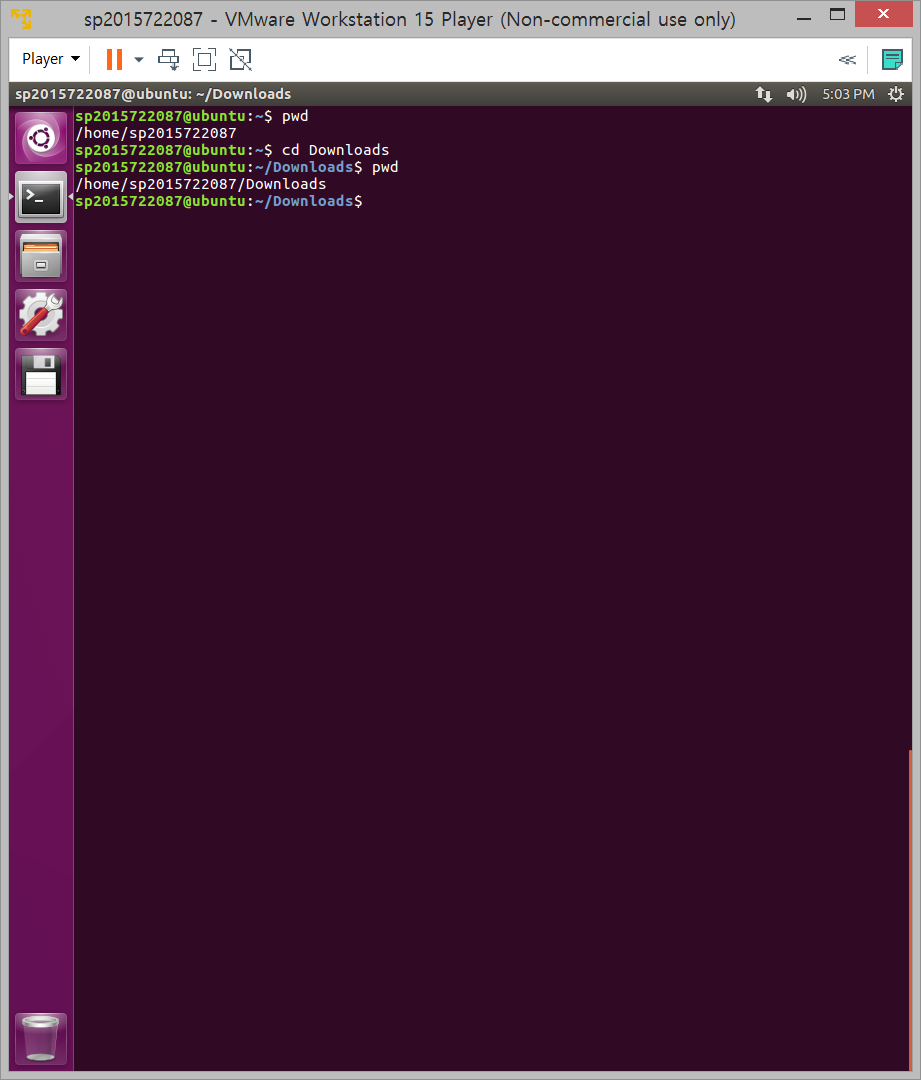 sp2015722087 - VMware Workstation 15 Player (Non-commercial use only)
Player
sp2015722087@ubuntu: ~/Downloads
5:03 PM
sp2015722087@ubuntu:~$ pwd
/home/sp2015722087
sp2015722087@ubuntu:~$ cd Downloads
sp2015722087@ubuntu:~/Downloads$ pwd
/home/sp2015722087/Downloads
sp2015722087@ubuntu:~/Downloads$